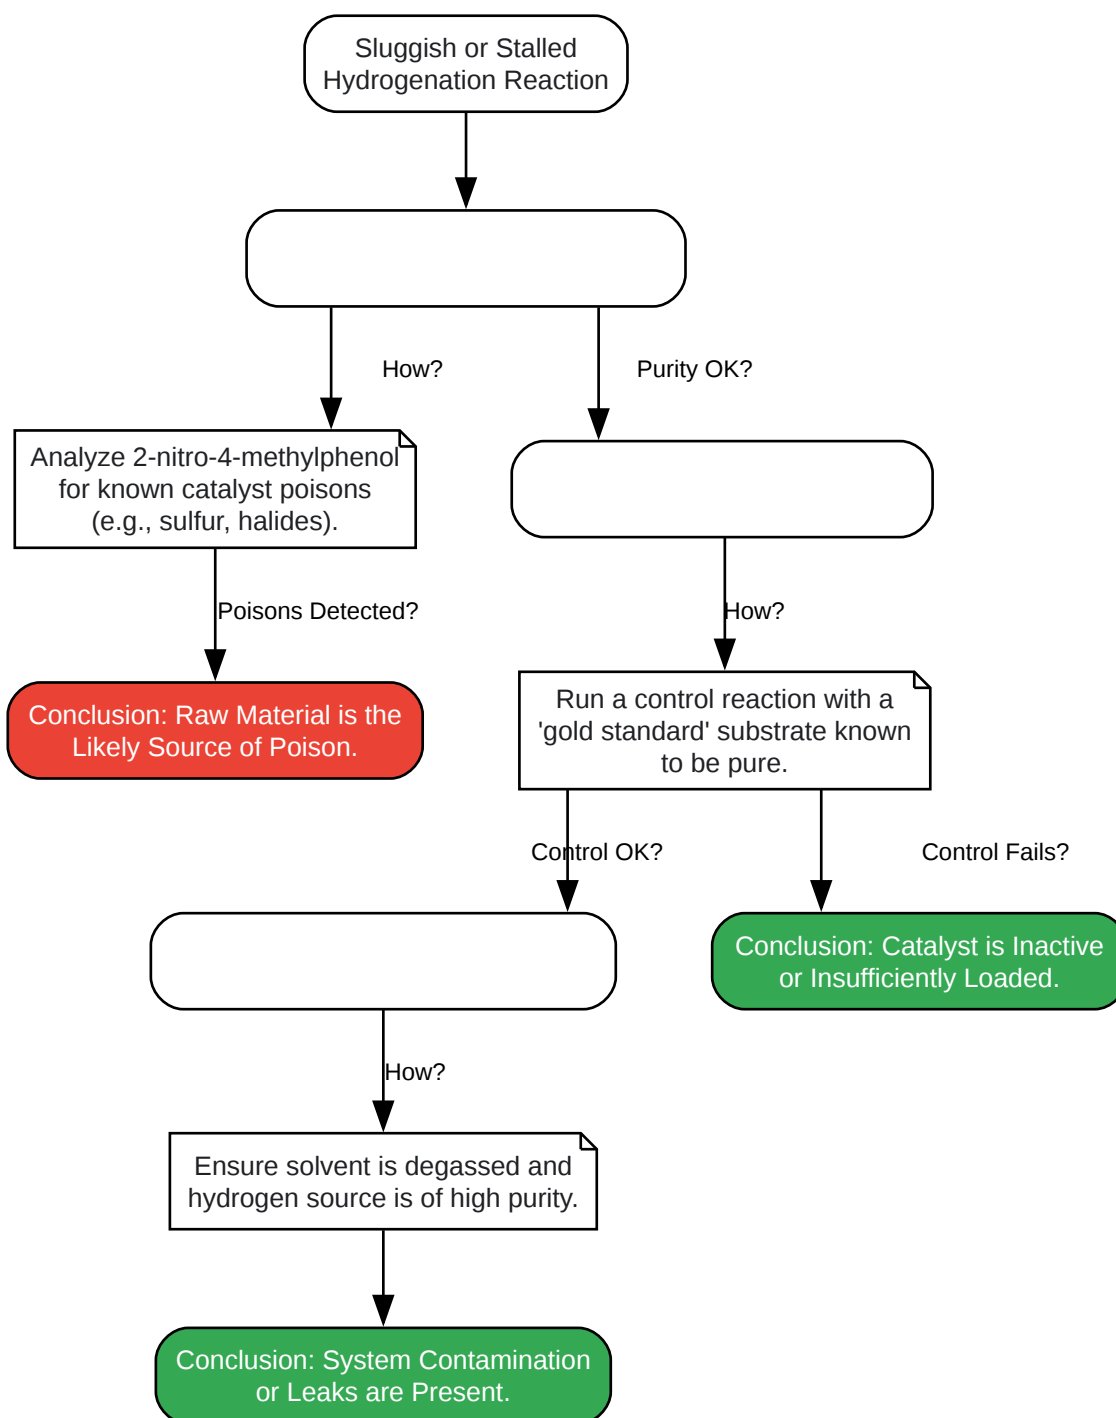 Sluggish or Stalled
Hydrogenation Reaction
How?
Purity OK?
Analyze 2-nitro-4-methylphenol
for known catalyst poisons
(e.g., sulfur, halides).
Poisons Detected?
How?
Conclusion: Raw Material is the
Likely Source of Poison.
Run a control reaction with a
'gold standard' substrate known
to be pure.
Control OK?
Control Fails?
Conclusion: Catalyst is Inactive
or Insufficiently Loaded.
How?
Ensure solvent is degassed and
hydrogen source is of high purity.
Conclusion: System Contamination
or Leaks are Present.